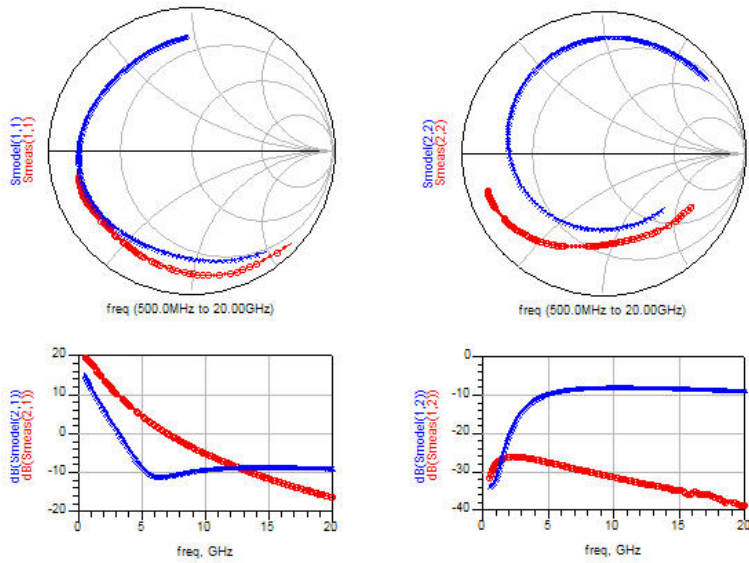 Smodel(1,1)
Smeas(1,1)
freq (500.0MHz to 20.00GHz)
Smodel(2,2)
Smeas(2,2)
freq (500.0MHz to 20.00GHz)
dB(Smodel(2,1))
dB(Smeas(2,1))
20
10
0
-10
-20
0
5
10
15
20
freq, GHz
dB(Smodel(1,2))
dB(Smeas(1,2))
0
-10
-20
-30
-40
0
5
10
15
20
freq, GHz